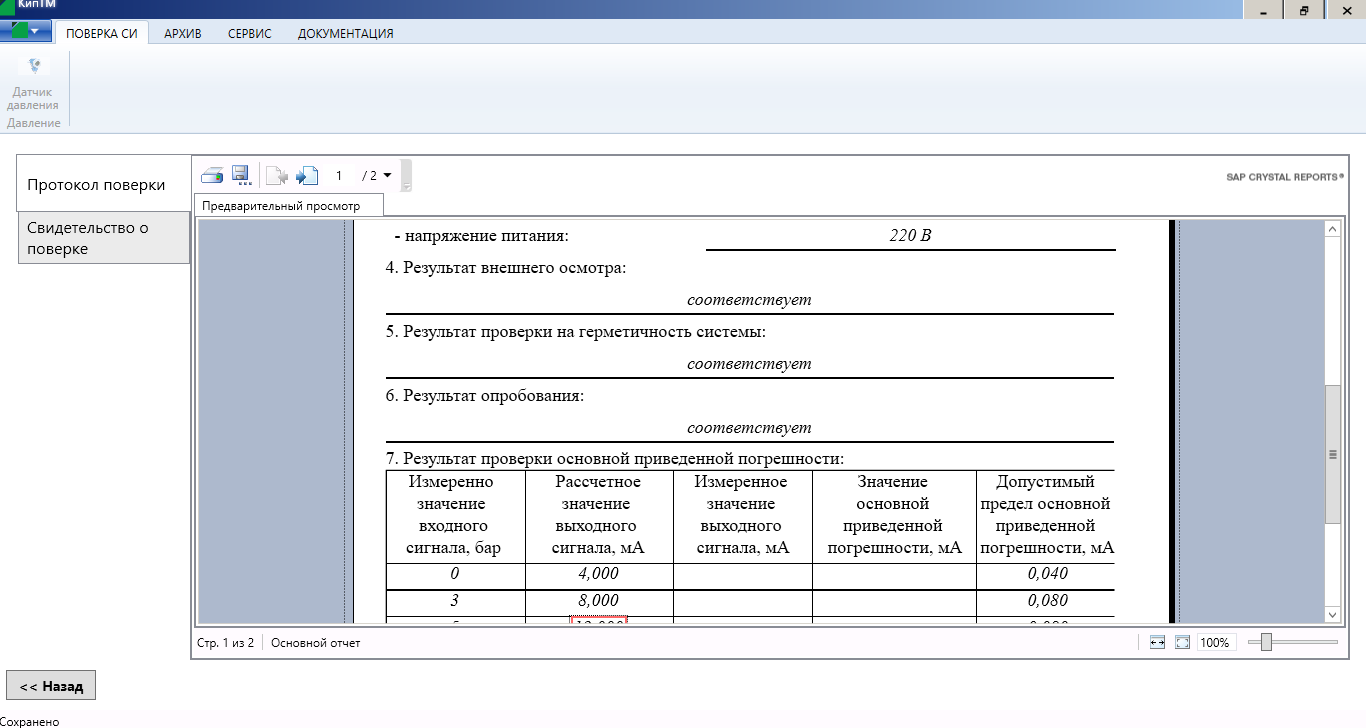 КипТМ
ПОВЕРКА СИ АРХИВ СЕРВИС ДОКУМЕНТАЦИЯ
Датчик
давления
Давление
Протокол поверки
Свидетельство о
поверке
1 / 2
SAP CRYSTAL REPORTS®
Предварительный просмотр
- напряжение питания: 220 В
4. Результат внешнего осмотра:
соответствует
5. Результат проверки на герметичность системы:
соответствует
6. Результат опробования:
соответствует
7. Результат проверки основной приведенной погрешности:
Измеренно Рассчетное Измеренное Значение Допустимый
значение значение значение основной предел основной
входного выходного выходного приведенной приведенной
сигнала, бар сигнала, мА сигнала, мА погрешности, мА погрешности, мА
0 4,000 0,040
3 8,000 0,080
Стр. 1 из 2 Основной отчет 100%
<< Назад
Сохранено